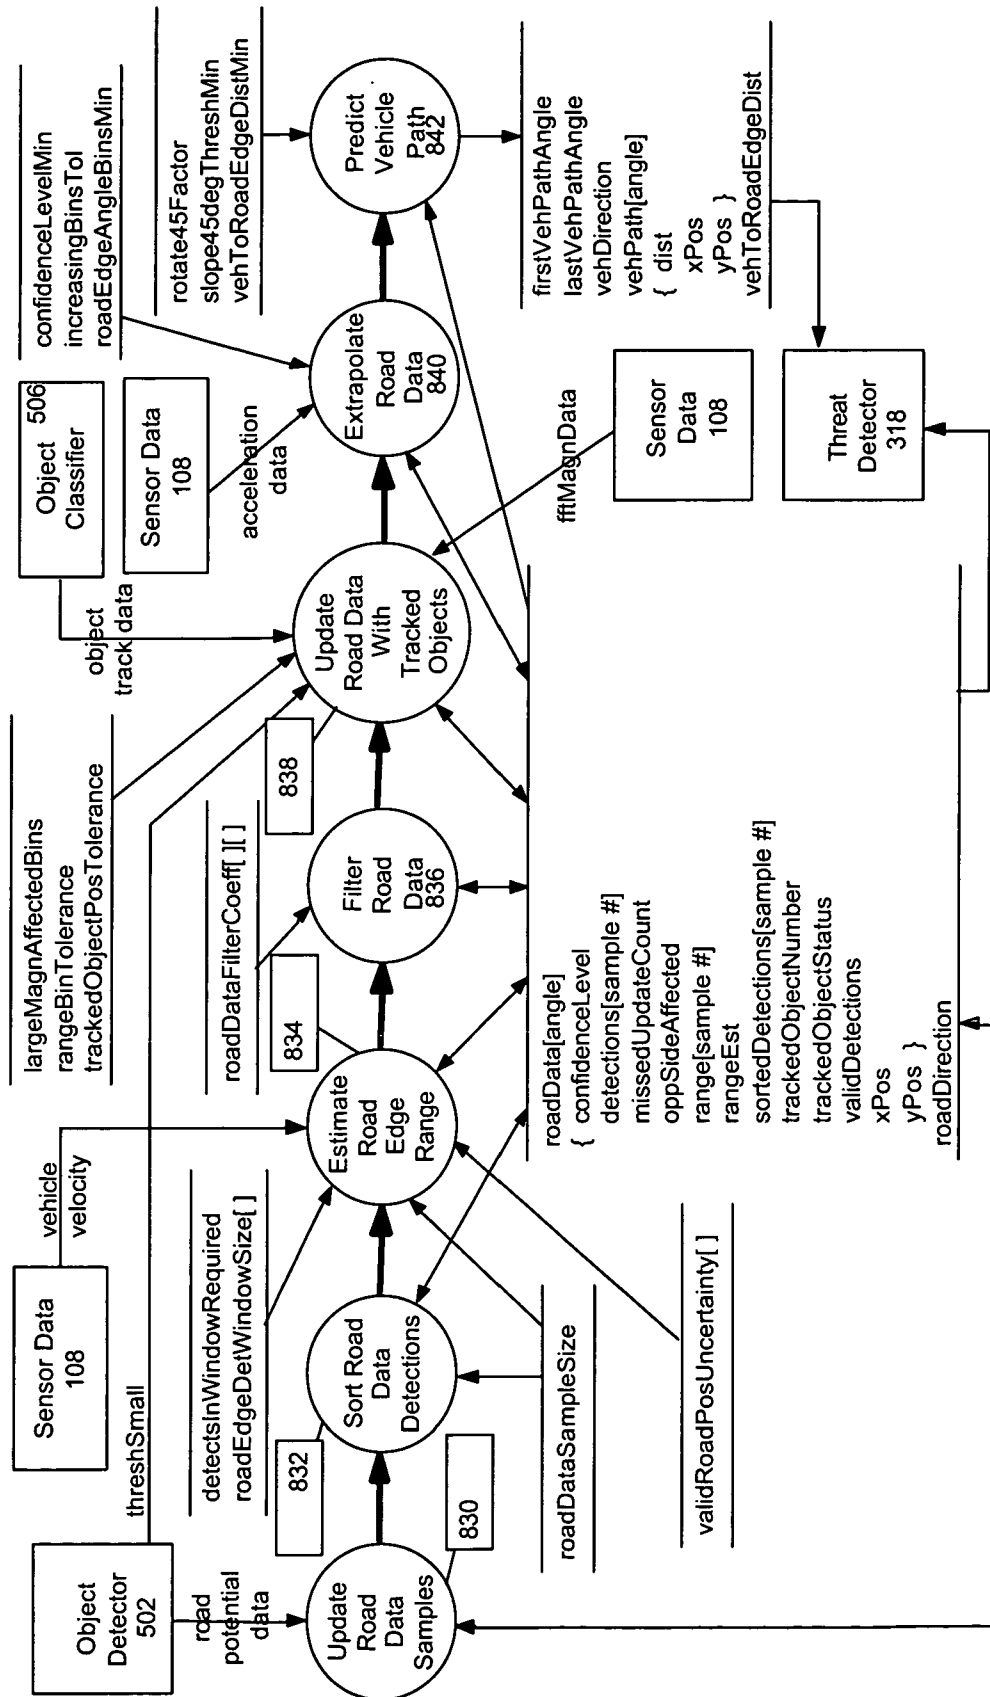 Object
Detector
502
road
potential
data
Update
Road
Data
Samples
830
threshSmall
Sensor Data
108
vehicle
velocity
detectsInWindowRequired
roadEdgeDetWindowSize[ ]
832
Sort Road
Data
Detections
roadDataSampleSize
validRoadPosUncertainty[ ]
Estimate
Road
Edge
Range
834
largeMagnAffectedBins
rangeBinTolerance
trackedObjectPosTolerance
roadDataFilterCoeff[ ][ ]
Filter
Road
Data
836
838
object
track data
Update
Road Data
With
Tracked
Objects
Object 506
Classifier
Sensor Data
108
acceleration
data
confidenceLevelMin
increasingBinsTol
roadEdgeAngleBinsMin
Extrapolate
Road
Data
840
rotate45Factor
slope45degThreshMin
vehToRoadEdgeDistMin
Predict
Vehicle
Path
842
firstVehPathAngle
lastVehPathAngle
vehDirection
vehPath[angle]
{ dist
xPos
yPos }
vehToRoadEdgeDist
fftMagnData
Sensor
Data
108
Threat
Detector
318
roadData[angle]
{ confidenceLevel
detections[sample #]
missedUpdateCount
oppSideAffected
range[sample #]
rangeEst
sortedDetections[sample #]
trackedObjectNumber
trackedObjectStatus
validDetections
xPos
yPos }
roadDirection